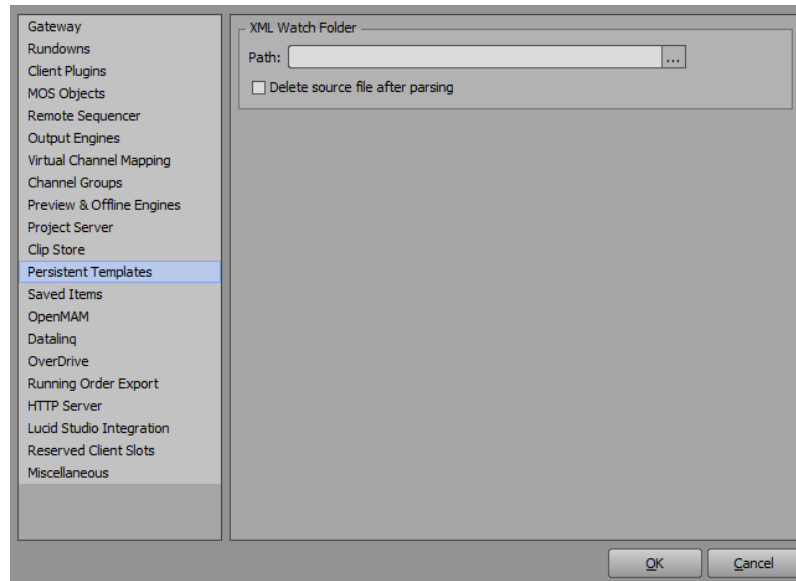 Gateway
Rundowns
Client Plugins
MOS Objects
Remote Sequencer
Output Engines
Virtual Channel Mapping
Channel Groups
Preview & Offline Engines
Project Server
Clip Store
Persistent Templates
Saved Items
OpenMAM
Datalinq
OverDrive
Running Order Export
HTTP Server
Lucid Studio Integration
Reserved Client Slots
Miscellaneous
XML Watch Folder
Path: ...
Delete source file after parsing
OK Cancel